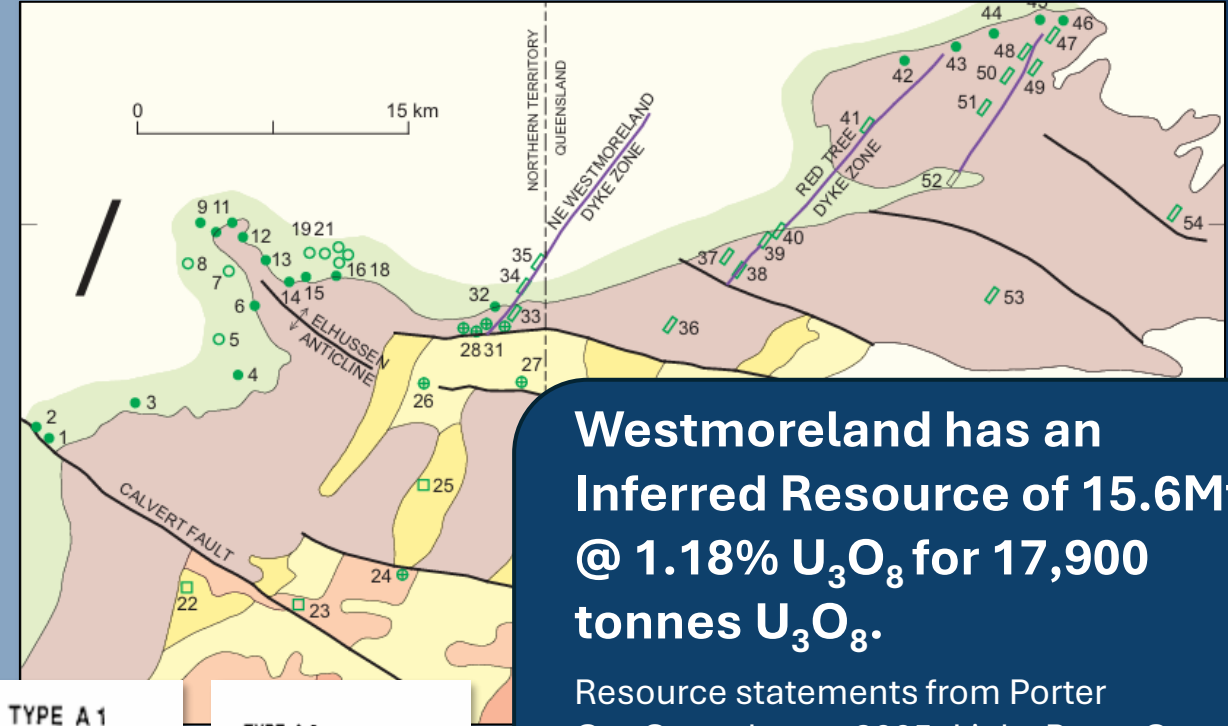 44
46
47
48
43
42
50
49
51
0
15 km
NORTHERN TERRITORY
QUEENSLAND
NE WESTMORELAND
DYKE ZONE
41
RED TREE
DYKE ZONE
52
54
9 11
12
19 21
8
13
7
16 18
14 15
6
ELHUSSEN
ANTICLINE
5
4
3
2
1
35
34
32
33
28 31
27
26
37
40
39
38
36
53
CALVERT FAULT
25
24
22
23
Westmoreland has an
Inferred Resource of 15.6M
@ 1.18% U₃O₈ for 17,900
tonnes U₃O₈.
Resource statements from Porter
TYPE A 1